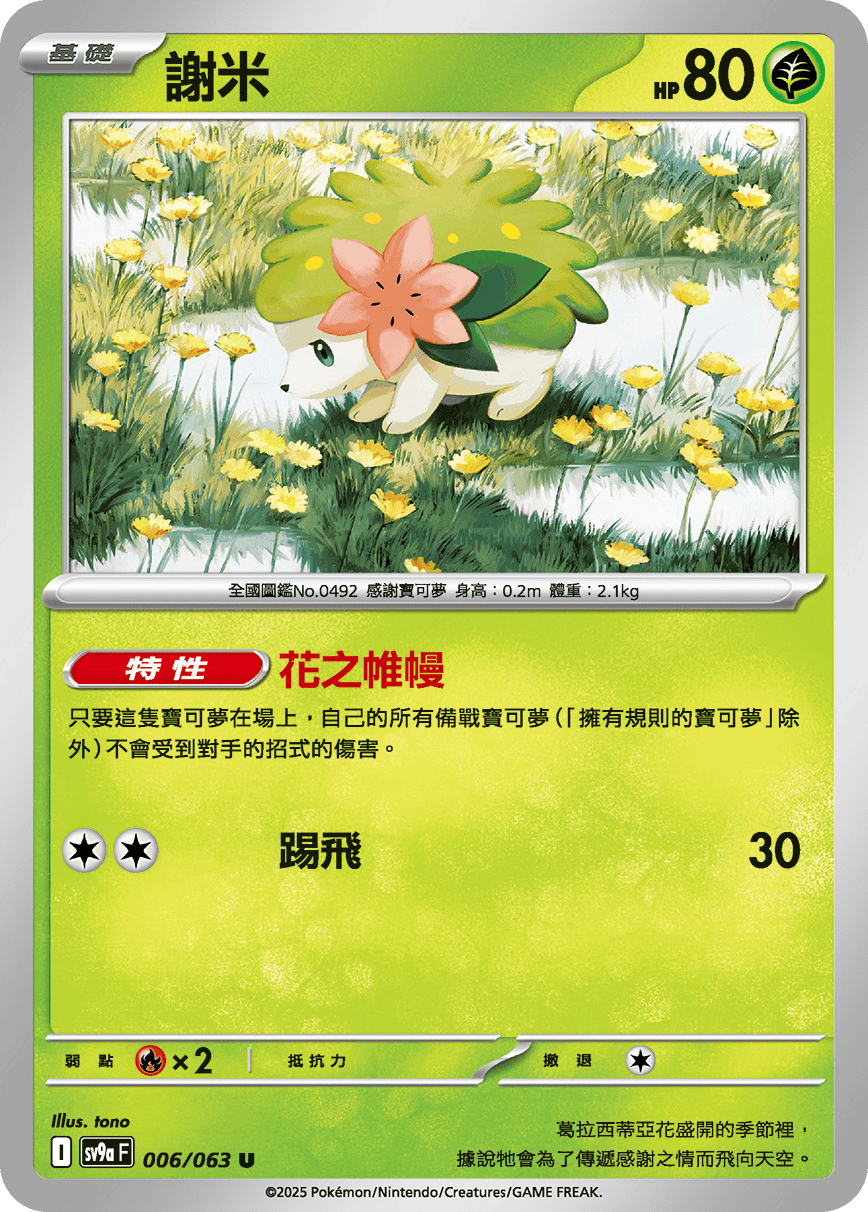 基礎
謝米
HP 80
全國圖鑑No.0492 感謝寶可夢 身高：0.2m 體重：2.1kg
特性 花之帷幔
只要這隻寶可夢在場上，自己的所有備戰寶可夢（「擁有規則的寶可夢」除
外）不會受到對手的招式的傷害。
踢飛 30
弱點 ×2 抵抗力 撤退
Illus. tono
葛拉西蒂亞花盛開的季節裡，
I sv9a F 006/063 U
據說牠會為了傳遞感謝之情而飛向天空。
©2025 Pokémon/Nintendo/Creatures/GAME FREAK.